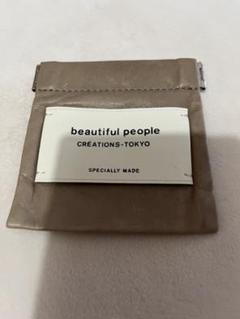 beautiful people
CREATIONS-TOKYO
SPECIALLY MADE